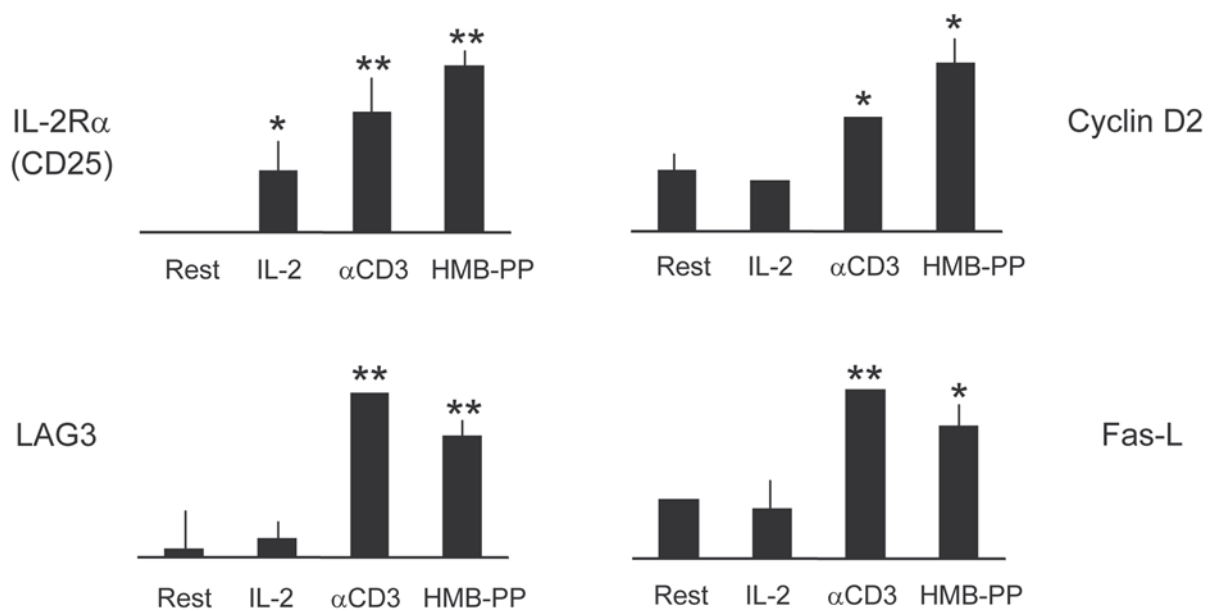 IL-2Rα
(CD25)
* ** **
Rest IL-2 αCD3 HMB-PP
* *
Rest IL-2 αCD3 HMB-PP
Cyclin D2
LAG3
** **
Rest IL-2 αCD3 HMB-PP
** *
Rest IL-2 αCD3 HMB-PP
Fas-L